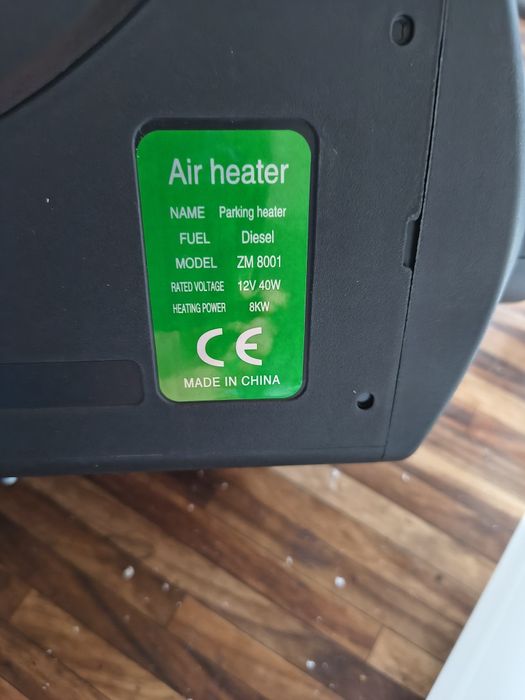 Air heater
NAME Parking heater
FUEL Diesel
MODEL ZM 8001
RATED VOLTAGE 12V 40W
HEATING POWER 8KW
CE
MADE IN CHINA